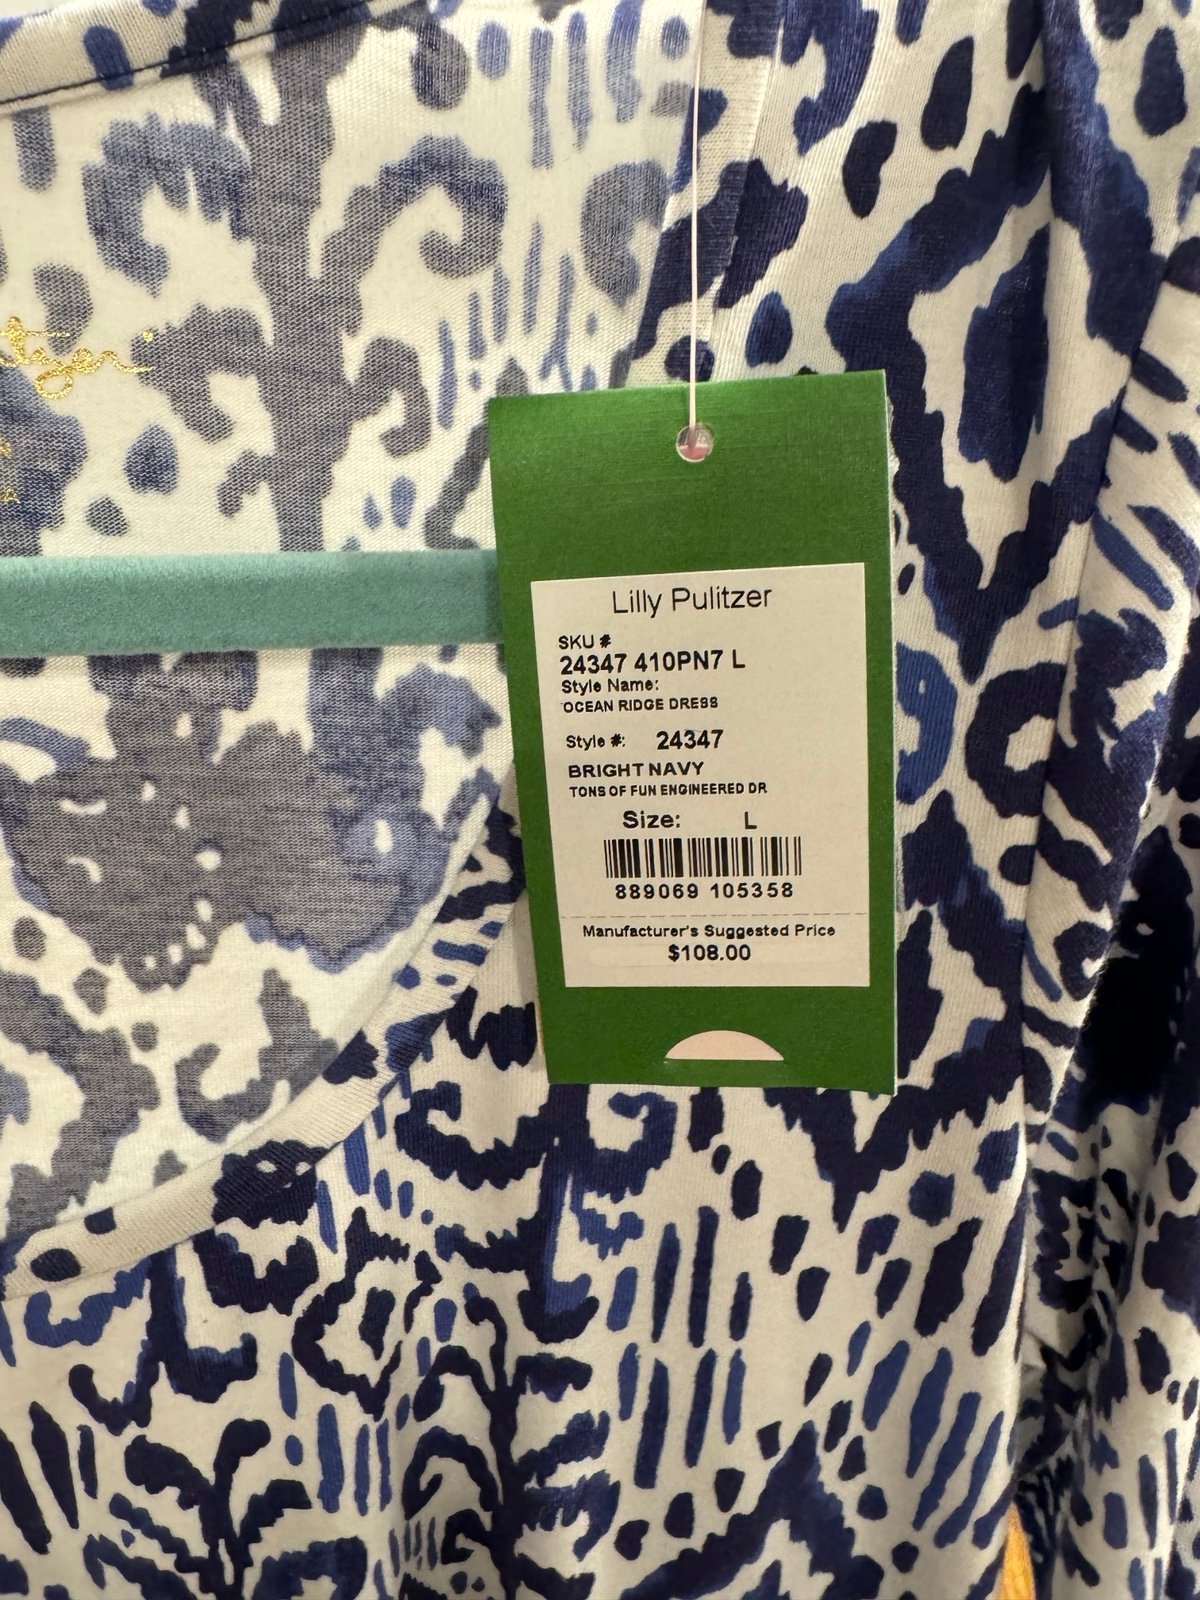 Lilly Pulitzer
SKU #
24347 410PN7 L
Style Name:
OCEAN RIDGE DRESS
Style #: 24347
BRIGHT NAVY
TONS OF FUN ENGINEERED DR
Size: L
889069 105358
Manufacturer's Suggested Price
$108.00